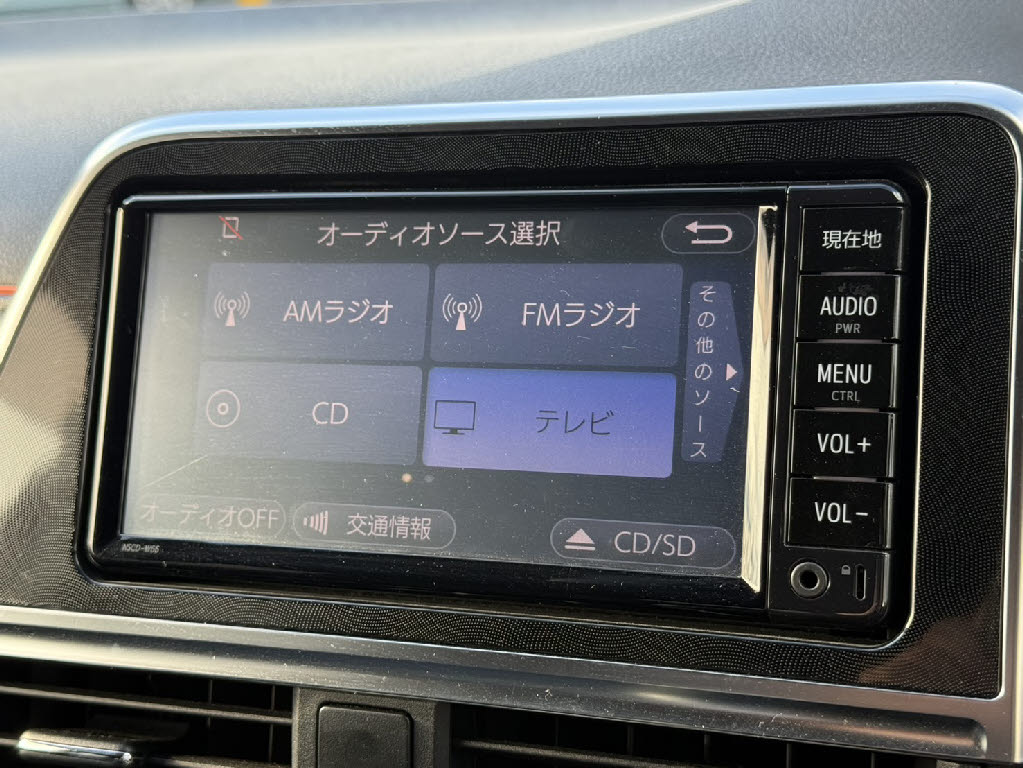 オーディオソース選択
AMラジオ
FMラジオ
CD
テレビ
その他のソース
オーディオOFF
交通情報
CD/SD
NSCD-W66
現在地
AUDIO
PWR
MENU
CTRL
VOL+
VOL-